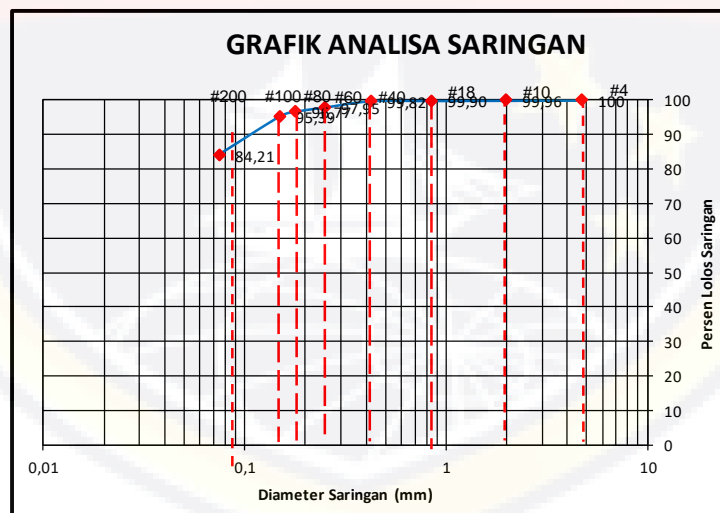 GRAFIK ANALISA SARINGAN
#200 #100 #80 #60 #40 #18 #10 #4
84,21 97,95 99,82 99,90 99,96 100
100
90
80
70
60
50
40
30
20
10
0
Persen Lolos Saringan
0,01 0,1 1 10
Diameter Saringan (mm)